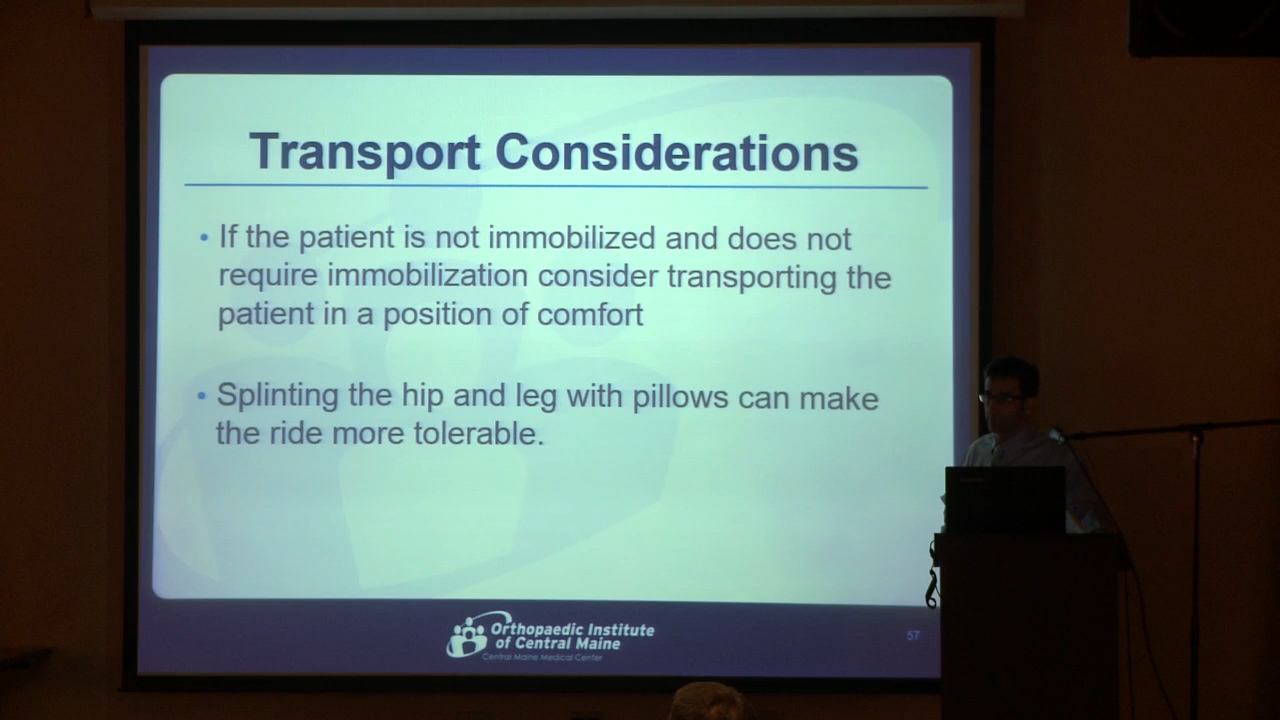 Transport Considerations
• If the patient is not immobilized and does not
require immobilization consider transporting the
patient in a position of comfort
• Splinting the hip and leg with pillows can make
the ride more tolerable.
Orthopaedic Institute
of Central Maine
Central Maine Medical Center
57